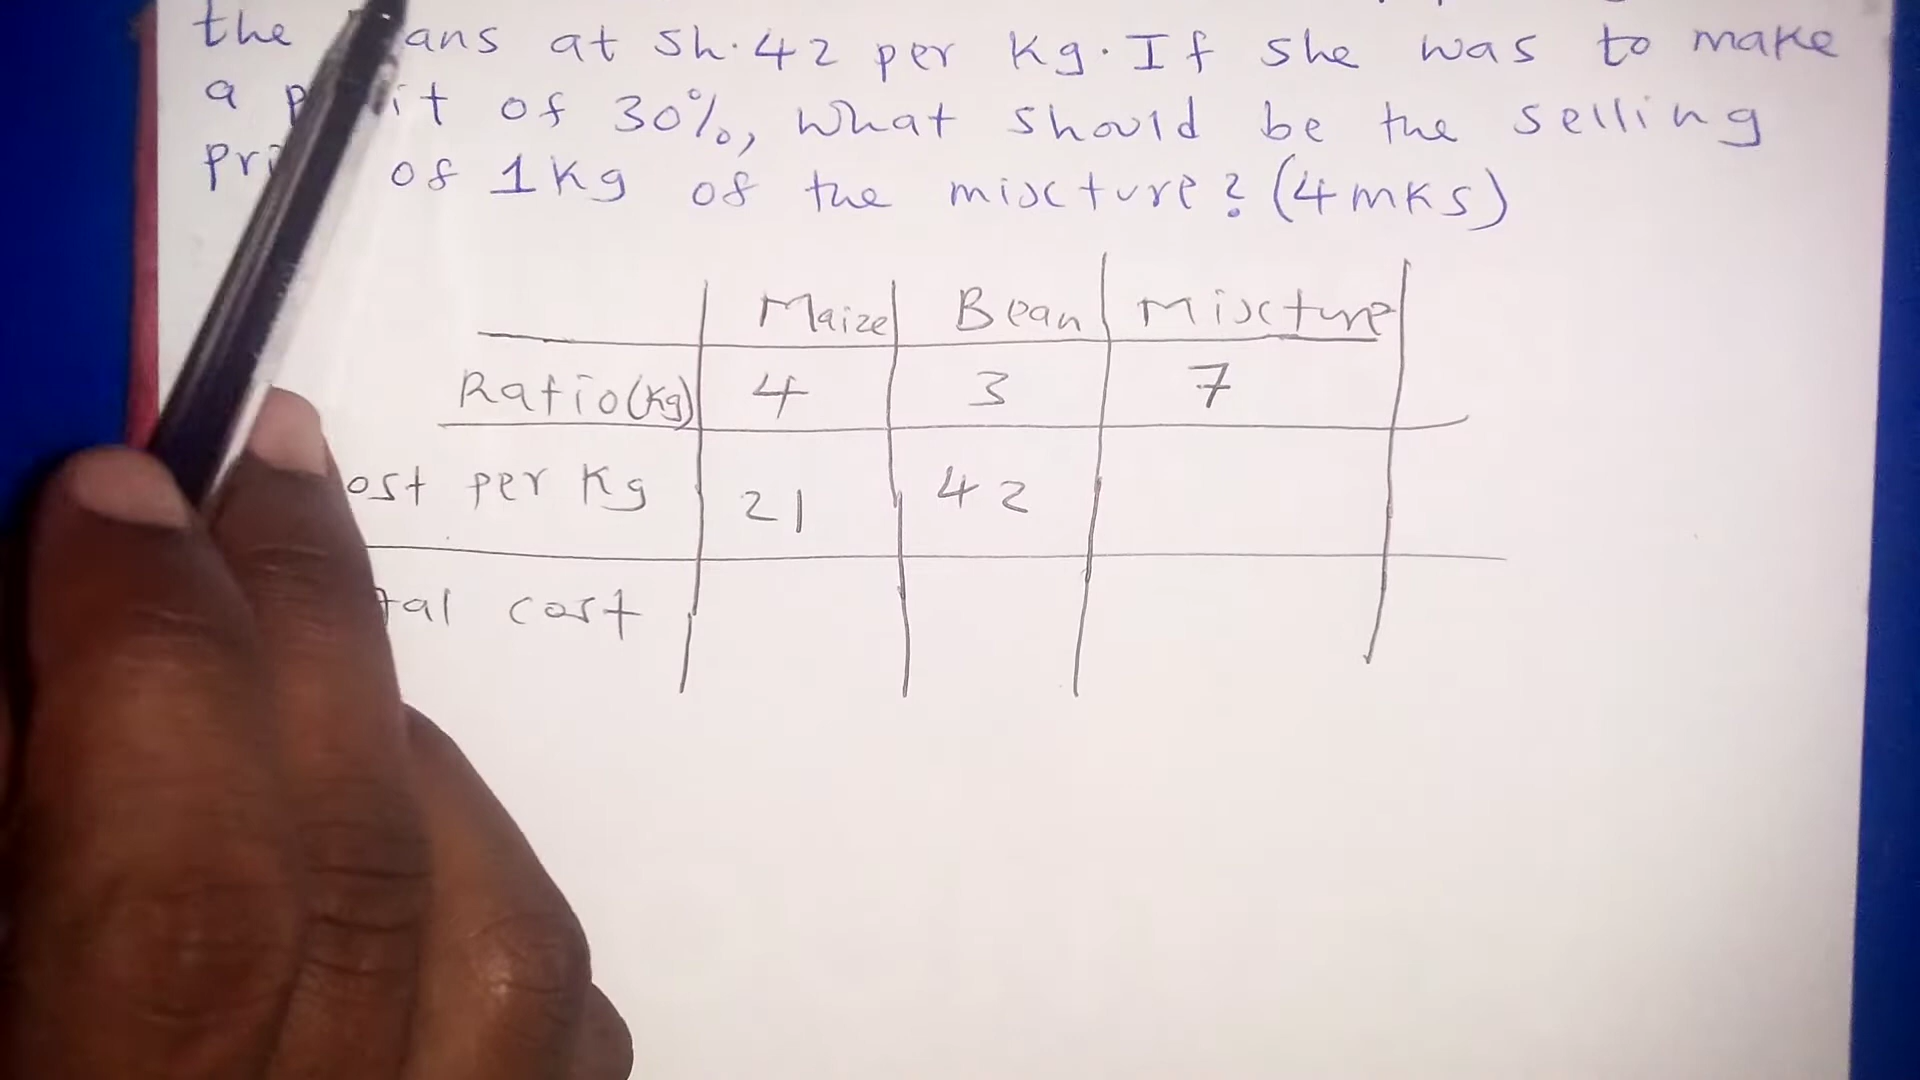 the ans at sh. 42 per Kg. If she was to make
a p it of 30%, what should be the selling
pri of 1Kg of the mixture? (4mks)
Maize Bean Mixture
Ratio(Kg) 4 3 7
ost per Kg 21 42
tal cost